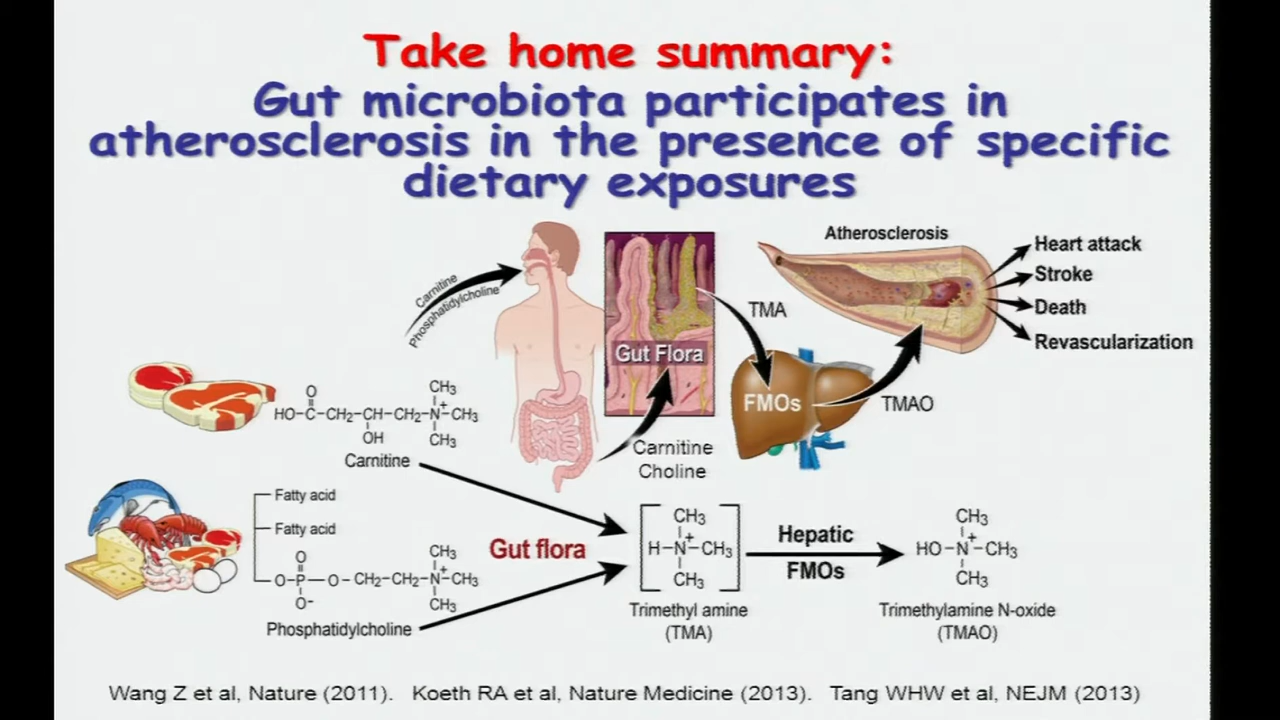 Take home summary:
Gut microbiota participates in
atherosclerosis in the presence of specific
dietary exposures
Carnitine
Phosphatidylcholine
Gut Flora
Carnitine
Choline
TMA
FMOs
TMAO
Atherosclerosis
Heart attack
Stroke
Death
Revascularization
O
HO-C-CH2-CH-CH2-N+-CH3
CH3
OH
CH3
Carnitine
Fatty acid
Fatty acid
O
O-P-O-CH2-CH2-N+-CH3
CH3
O-
CH3
Phosphatidylcholine
Gut flora
CH3
H-N+-CH3
CH3
Trimethyl amine
(TMA)
Hepatic
FMOs
CH3
HO-N+-CH3
CH3
Trimethylamine N-oxide
(TMAO)
Wang Z et al, Nature (2011). Koeth RA et al, Nature Medicine (2013). Tang WHW et al, NEJM (2013)